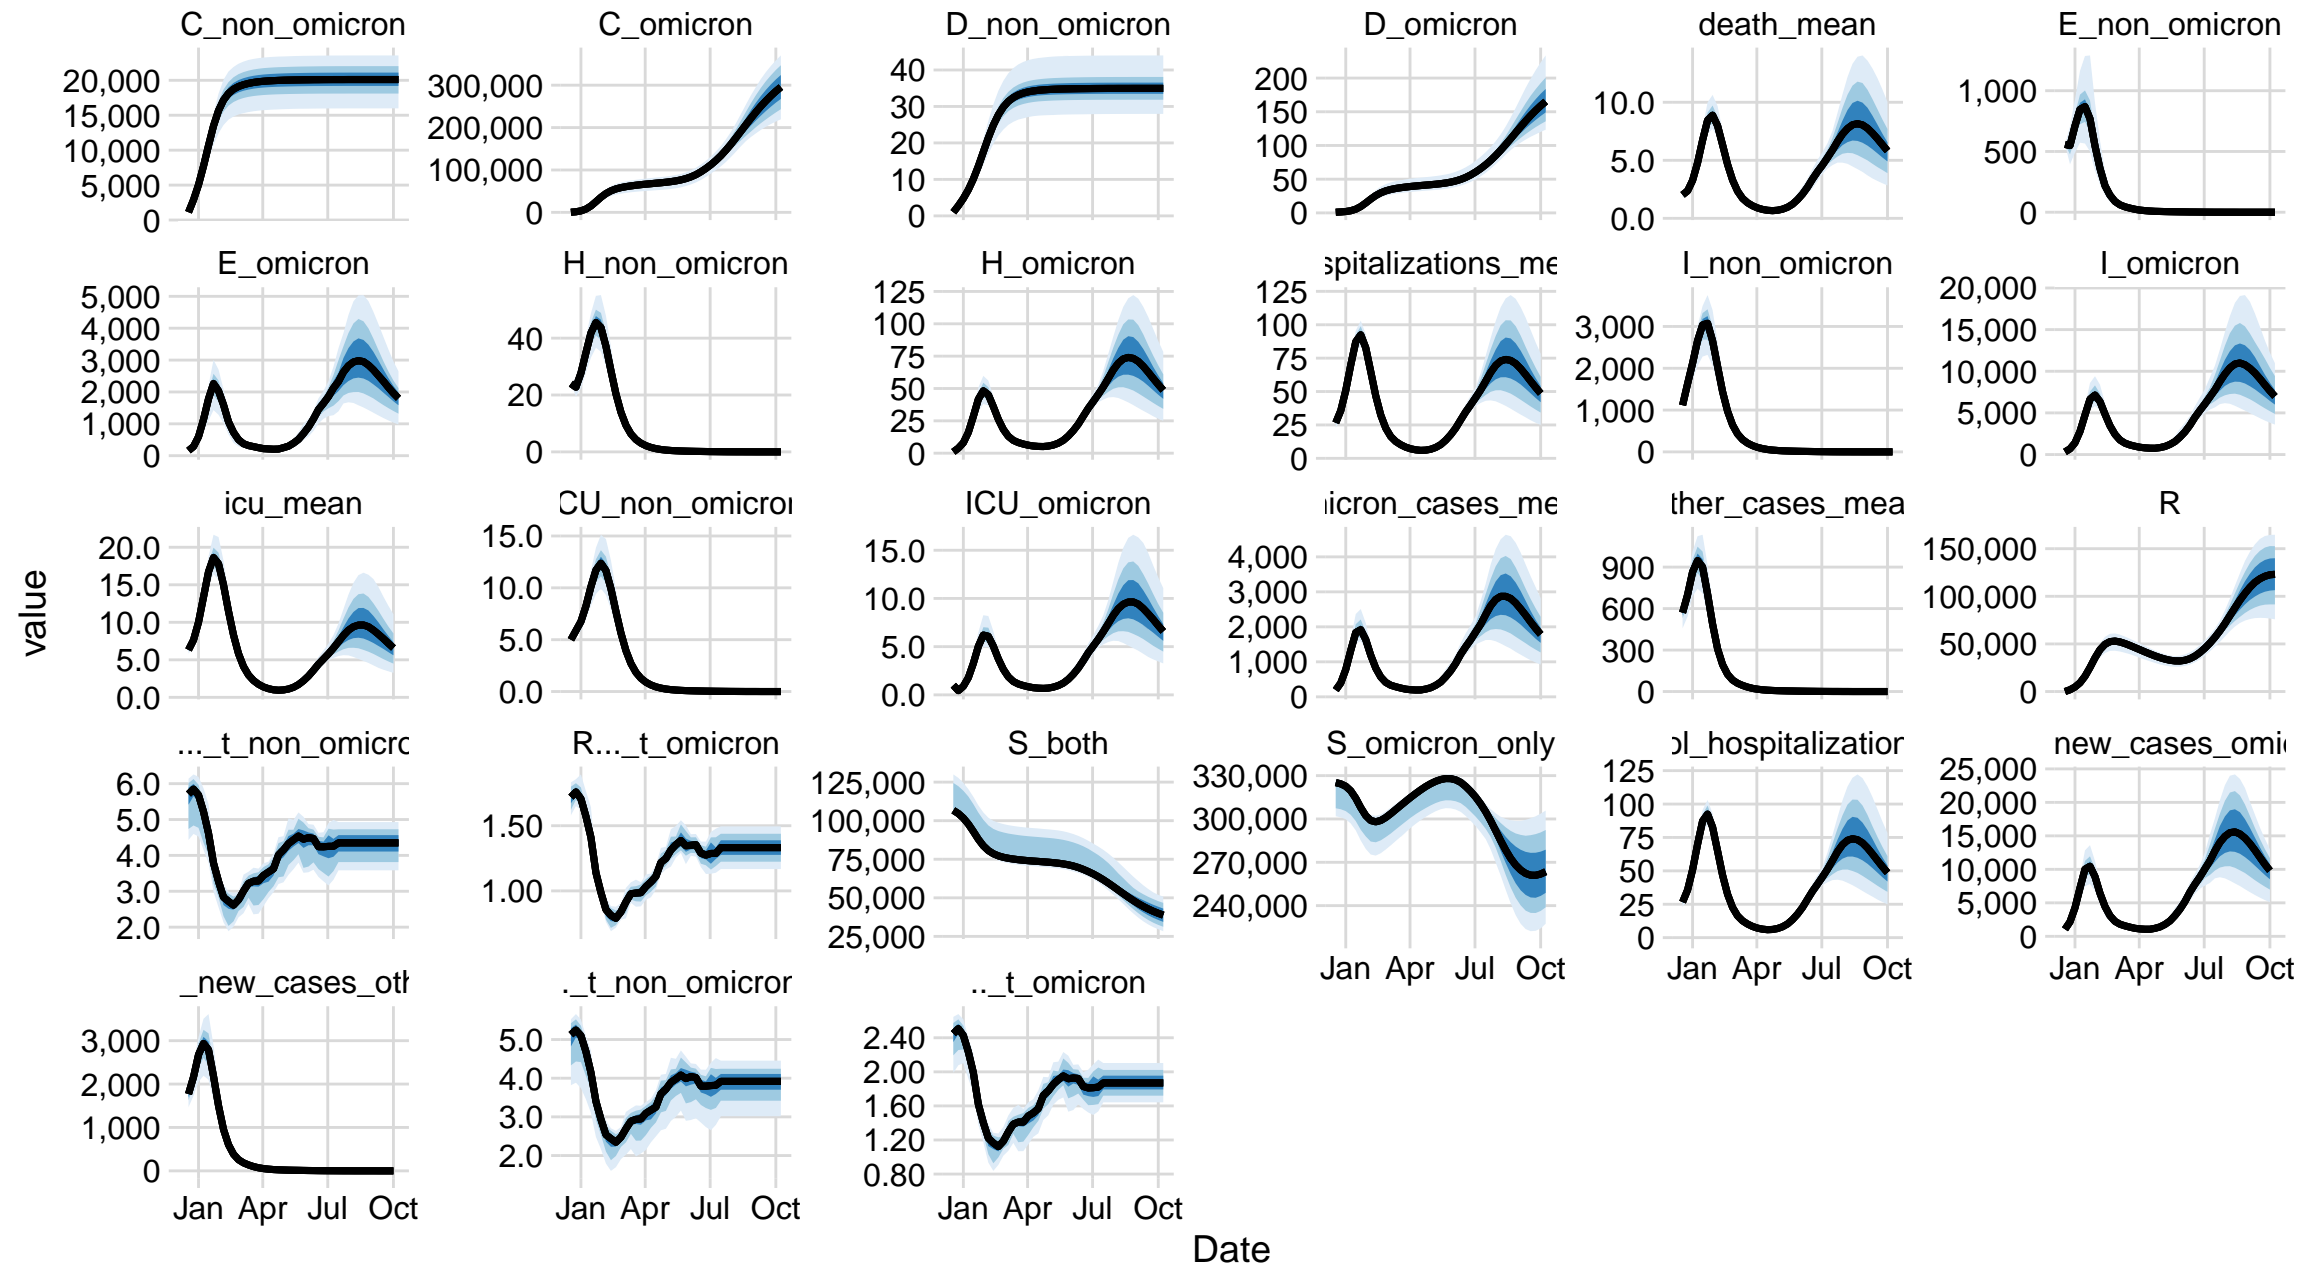 C_non_omicron C_omicron D_non_omicron D_omicron death_mean E_non_omicron
20,000 15,000 10,000 5,000 0
300,000 200,000 100,000 0
40 30 20 10 0
200 150 100 50 0
10.0 5.0 0.0
1,000 500 0
E_omicron H_non_omicron H_omicron spitalizations_me I_non_omicron I_omicron
5,000 4,000 3,000 2,000 1,000 0
40 20 0
125 100 75 50 25 0
125 100 75 50 25 0
3,000 2,000 1,000 0
20,000 15,000 10,000 5,000 0
icu_mean CU_non_omicron ICU_omicron icron_cases_me ther_cases_mea R
20.0 15.0 10.0 5.0 0.0
15.0 10.0 5.0 0.0
15.0 10.0 5.0 0.0
4,000 3,000 2,000 1,000 0
900 600 300 0
150,000 100,000 50,000 0
..._t_non_omicro R..._t_omicron S_both S_omicron_only ol_hospitalization new_cases_omi
6.0 5.0 4.0 3.0 2.0
1.50 1.00
125,000 100,000 75,000 50,000 25,000
330,000 300,000 270,000 240,000
125 100 75 50 25 0
25,000 20,000 15,000 10,000 5,000 0
Jan Apr Jul Oct Jan Apr Jul Oct Jan Apr Jul Oct
_new_cases_oth ._t_non_omicron .._t_omicron
3,000 2,000 1,000 0
5.0 4.0 3.0 2.0
2.40 2.00 1.60 1.20 0.80
Jan Apr Jul Oct Jan Apr Jul Oct Jan Apr Jul Oct
value
Date